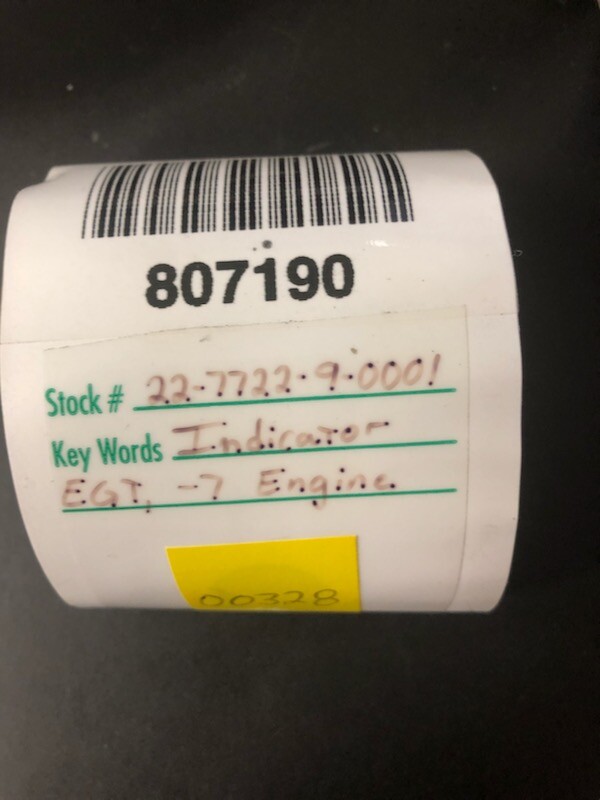 807190
Stock # 22-7722-9-0001
Key Words Indicator
EGT, -7 Engine
00328